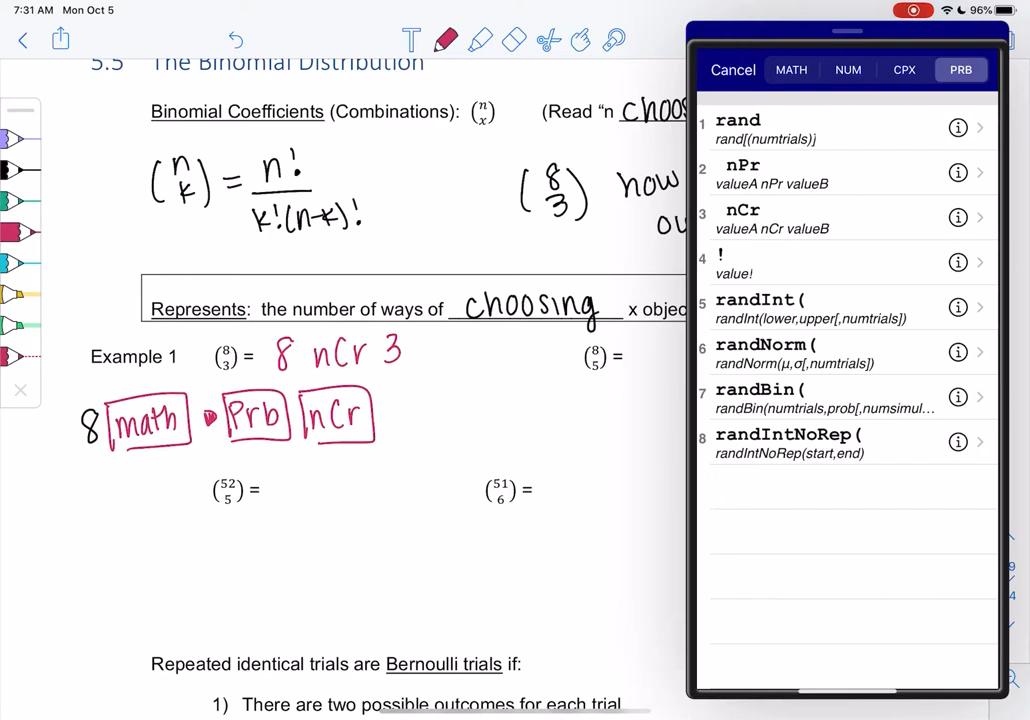 7:31 AM Mon Oct 5
96%
5.5 The Binomial Distribution
Binomial Coefficients (Combinations): (n x) (Read "n choos
(n k) = n! / k!(n-k)!
(8 3) how
ou
Represents: the number of ways of choosing x objec
Example 1 (8 3) = 8 nCr 3 (8 5) =
8 math ▸ Prb nCr
(52 5) = (51 6) =
Repeated identical trials are Bernoulli trials if:
1) There are two possible outcomes for each trial
Cancel MATH NUM CPX PRB
1 rand
rand[(numtrials)]
2 nPr
valueA nPr valueB
3 nCr
valueA nCr valueB
4 !
value!
5 randInt(
randInt(lower,upper[,numtrials])
6 randNorm(
randNorm(μ,σ[,numtrials])
7 randBin(
randBin(numtrials,prob[,numsimul...
8 randIntNoRep(
randIntNoRep(start,end)
9
4